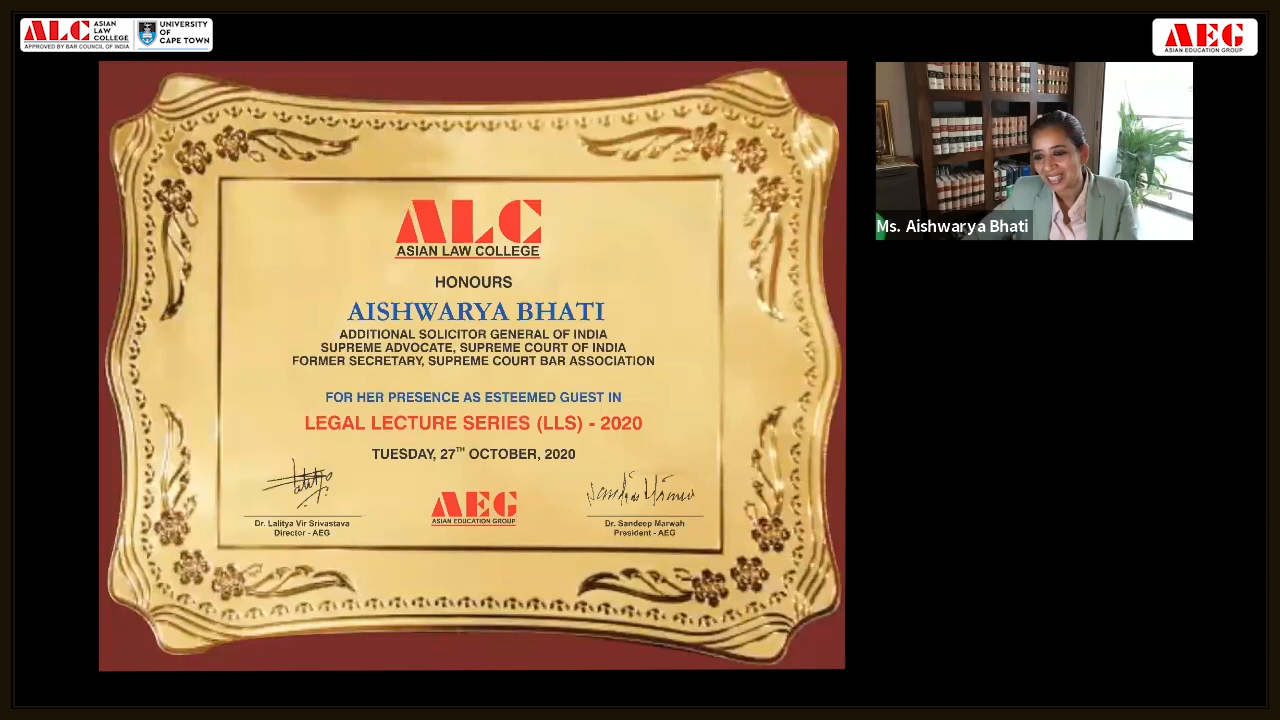 ALC ASIAN LAW COLLEGE
APPROVED BY BAR COUNCIL OF INDIA
UNIVERSITY OF CAPE TOWN
AEG
ASIAN EDUCATION GROUP
ALC
ASIAN LAW COLLEGE
HONOURS
AISHWARYA BHATI
ADDITIONAL SOLICITOR GENERAL OF INDIA
SUPREME ADVOCATE, SUPREME COURT OF INDIA
FORMER SECRETARY, SUPREME COURT BAR ASSOCIATION
FOR HER PRESENCE AS ESTEEMED GUEST IN
LEGAL LECTURE SERIES (LLS) - 2020
TUESDAY, 27TH OCTOBER, 2020
Dr. Lalitya Vir Srivastava
Director - AEG
AEG
ASIAN EDUCATION GROUP
Dr. Sandeep Marwah
President - AEG
Ms. Aishwarya Bhati